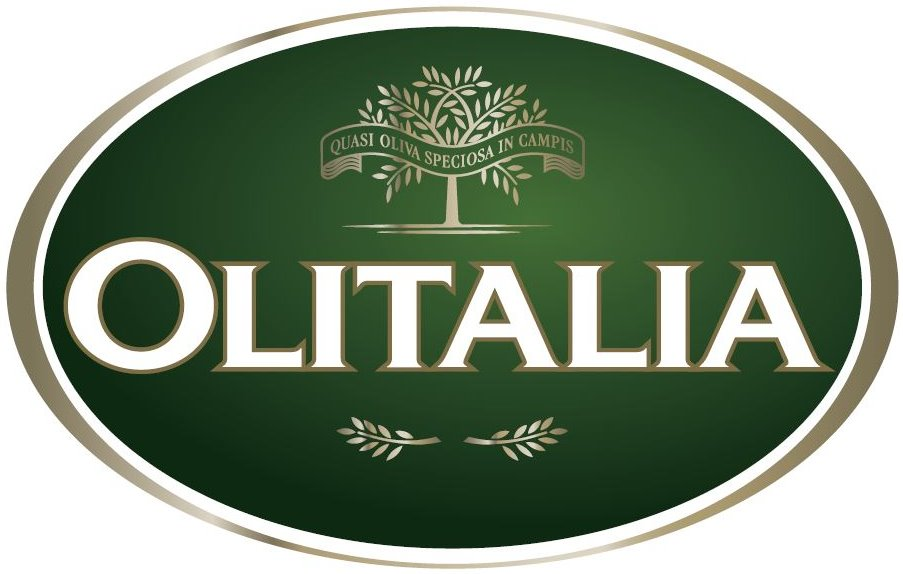 QUASI OLIVA SPECIOSA IN CAMPIS
OLITALIA